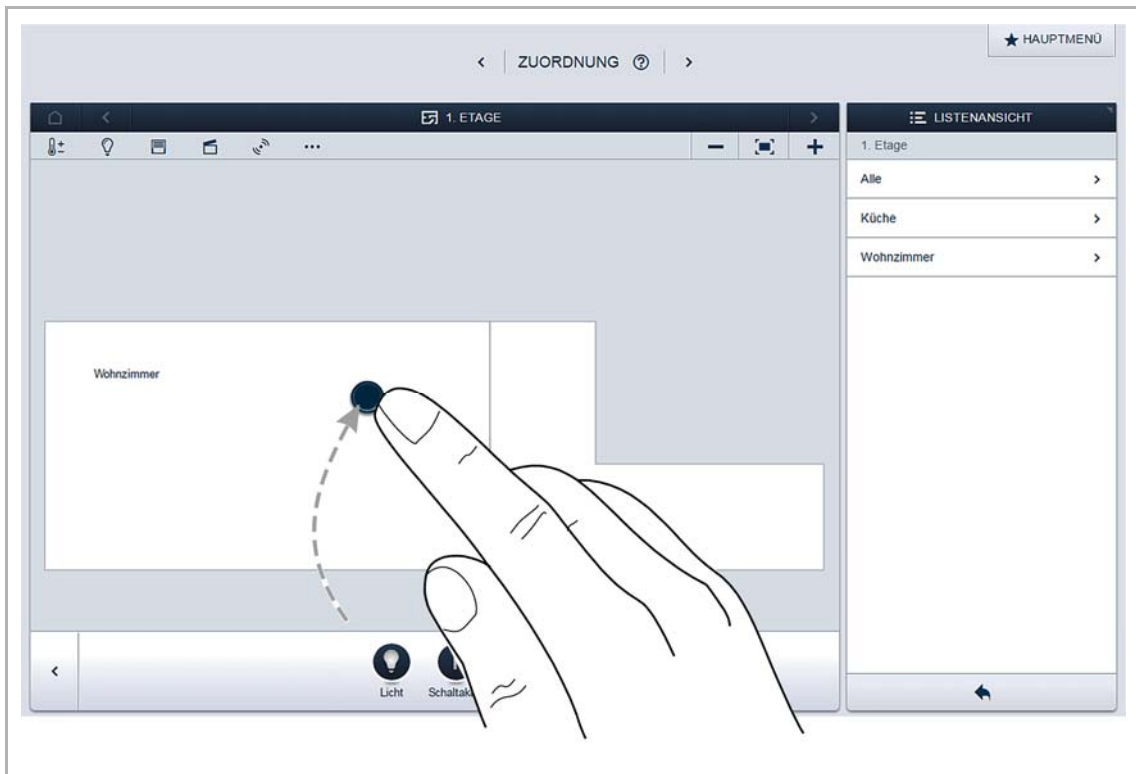 HAUPTMENÜ
ZUORDNUNG
1. ETAGE
LISTENANSICHT
1. Etage
Alle
Küche
Wohnzimmer
Wohnzimmer
Licht